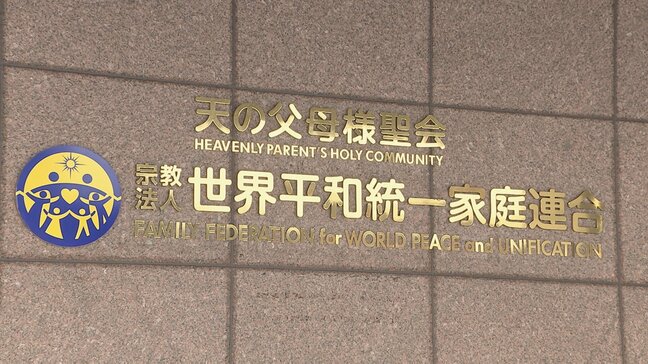 天の父母様聖会
HEAVENLY PARENT'S HOLY COMMUNITY
宗教法人 世界平和統一家庭連合
FAMILY FEDERATION for WORLD PEACE and UNIFICATION